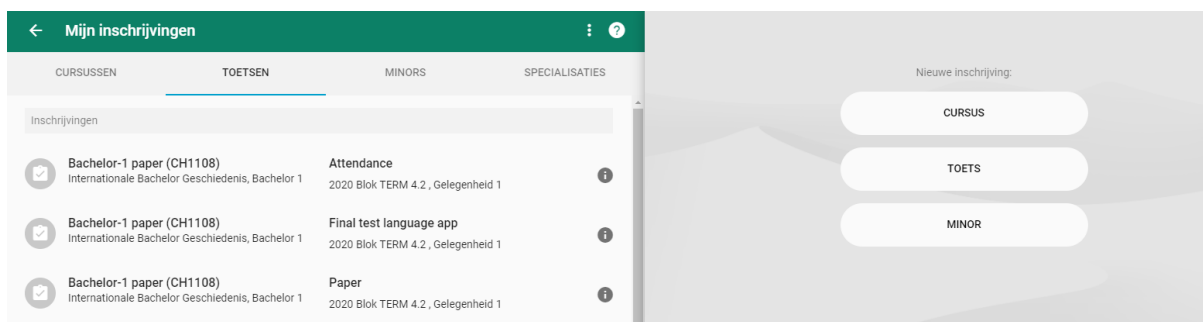 Mijn inschrijvingen
CURSUSSEN TOETSEN MINORS SPECIALISATIES
Inschrijvingen
Bachelor-1 paper (CH1108) Attendance
Internationale Bachelor Geschiedenis, Bachelor 1 2020 Blok TERM 4.2 , Gelegenheid 1
Bachelor-1 paper (CH1108) Final test language app
Internationale Bachelor Geschiedenis, Bachelor 1 2020 Blok TERM 4.2 , Gelegenheid 1
Bachelor-1 paper (CH1108) Paper
Internationale Bachelor Geschiedenis, Bachelor 1 2020 Blok TERM 4.2 , Gelegenheid 1
Nieuwe inschrijving:
CURSUS
TOETS
MINOR